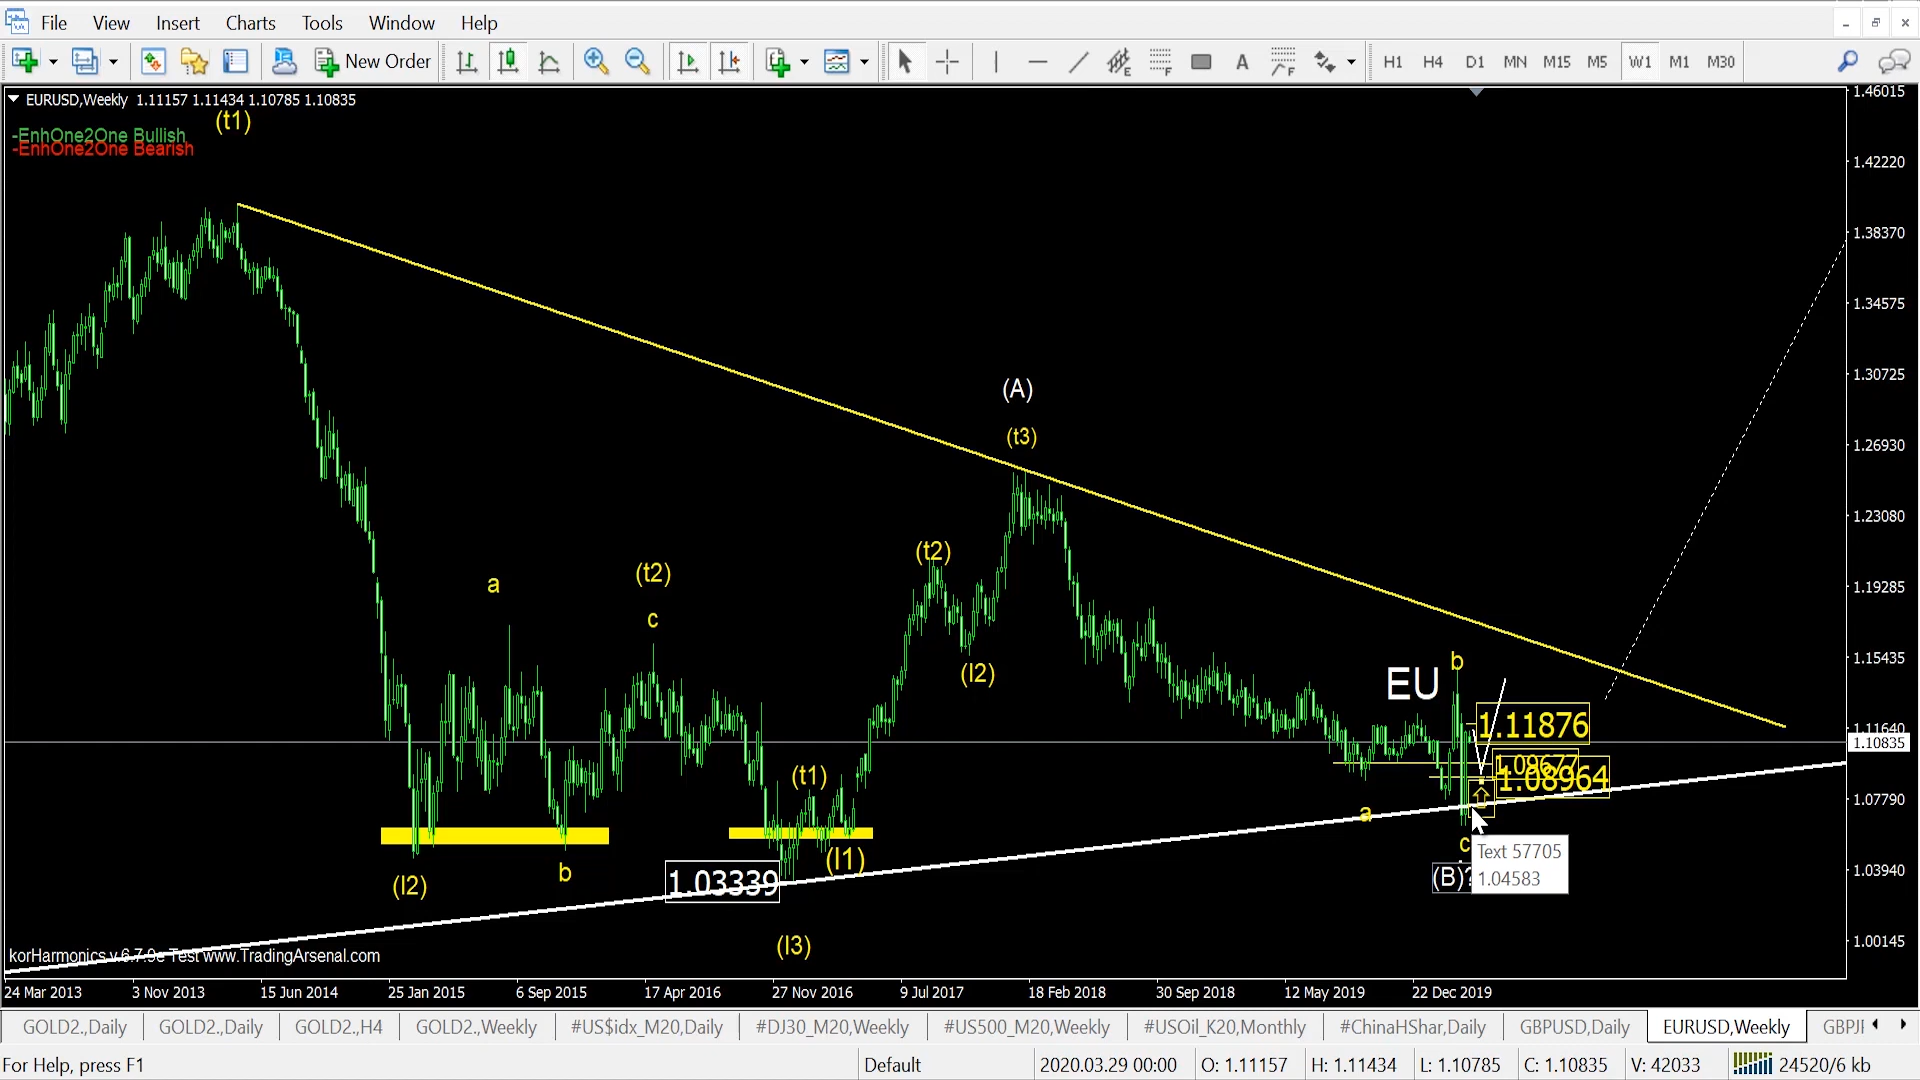 File View Insert Charts Tools Window Help
New Order A H1 H4 D1 MN M15 M5 W1 M1 M30
EURUSD,Weekly 1.11157 1.11434 1.10785 1.10835
-EnhOne2One Bullish
-EnhOne2One Bearish
(t1)
1.46015
1.42220
1.38370
1.34575
1.30725
1.26930
1.23080
1.19285
1.15435
1.11640
1.10835
1.07790
1.03940
1.00145
(A)
(t3)
(t2)
(t2)
a
c
(l2)
EU
b
1.11876
1.09677
1.08964
(t1)
a
c
Text 57705
1.04583
(B)?
(l1)
b
(l2)
1.03339
(l3)
korHarmonics v.6.7.9e Test www.TradingArsenal.com
24 Mar 2013 3 Nov 2013 15 Jun 2014 25 Jan 2015 6 Sep 2015 17 Apr 2016 27 Nov 2016 9 Jul 2017 18 Feb 2018 30 Sep 2018 12 May 2019 22 Dec 2019
GOLD2.,Daily GOLD2.,Daily GOLD2.,H4 GOLD2.,Weekly #US$idx_M20,Daily #DJ30_M20,Weekly #US500_M20,Weekly #USOil_K20,Monthly #ChinaHShar,Daily GBPUSD,Daily EURUSD,Weekly GBPJ
For Help, press F1 Default 2020.03.29 00:00 O: 1.11157 H: 1.11434 L: 1.10785 C: 1.10835 V: 42033 24520/6 kb